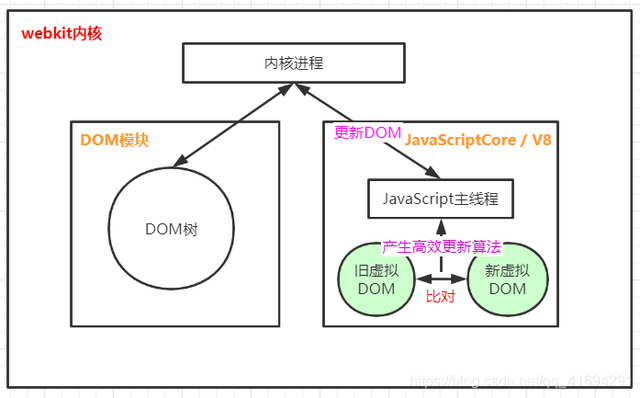 webkit内核
内核进程
更新DOM
DOM模块
JavaScriptCore / V8
DOM树
JavaScript主线程
产生高效更新算法
旧虚拟
DOM
新虚拟
DOM
比对
https://blog.csdn.net/qq_41694291